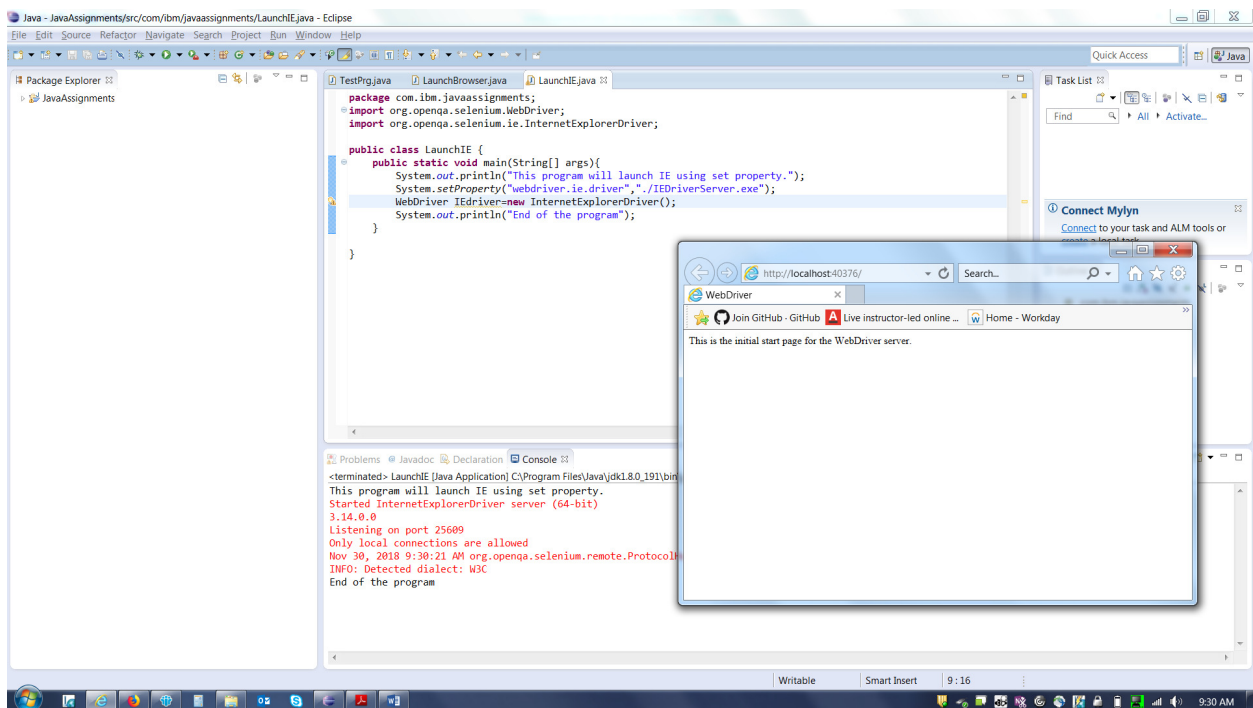 Java - JavaAssignments/src/com/ibm/javaassignments/LaunchIE.java - Eclipse
File Edit Source Refactor Navigate Search Project Run Window Help
Quick Access
Java
Package Explorer
JavaAssignments
TestPrg.java LaunchBrowser.java LaunchIE.java
package com.ibm.javaassignments;
import org.openqa.selenium.WebDriver;
import org.openqa.selenium.ie.InternetExplorerDriver;
public class LaunchIE {
public static void main(String[] args){
System.out.println("This program will launch IE using set property.");
System.setProperty("webdriver.ie.driver","./IEDriverServer.exe");
WebDriver IEdriver=new InternetExplorerDriver();
System.out.println("End of the program");
}
}
Task List
Find All Activate...
Connect Mylyn
Connect to your task and ALM tools or
create a local task.
http://localhost:40376/ Search...
WebDriver
Join GitHub · GitHub Live instructor-led online ... Home - Workday
This is the initial start page for the WebDriver server.
Problems Javadoc Declaration Console
<terminated> LaunchIE [Java Application] C:\Program Files\Java\jdk1.8.0_191\bin
This program will launch IE using set property.
Started InternetExplorerDriver server (64-bit)
3.14.0.0
Listening on port 25609
Only local connections are allowed
Nov 30, 2018 9:30:21 AM org.openqa.selenium.remote.Protocol
INFO: Detected dialect: W3C
End of the program
Writable Smart Insert 9 : 16
9:30 AM